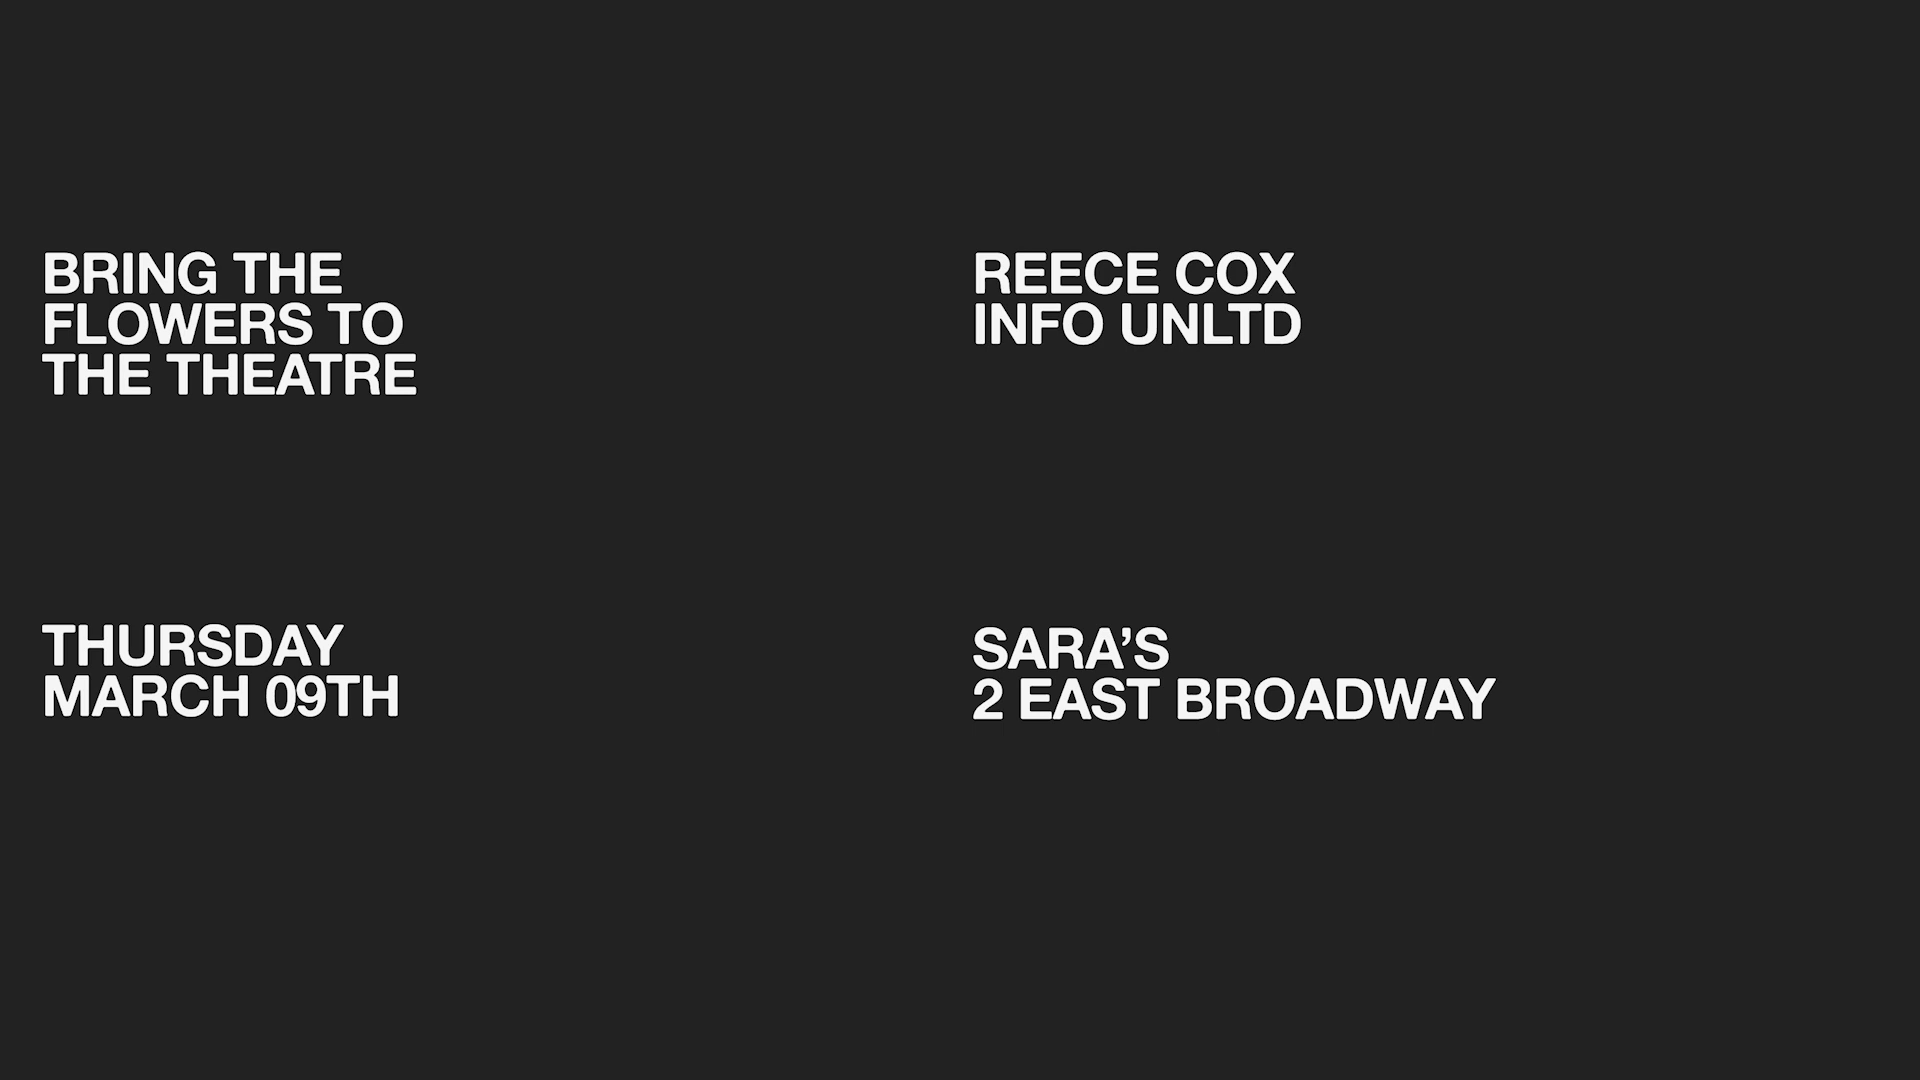 BRING THE
FLOWERS TO
THE THEATRE
REECE COX
INFO UNLTD
THURSDAY
MARCH 09TH
SARA’S
2 EAST BROADWAY